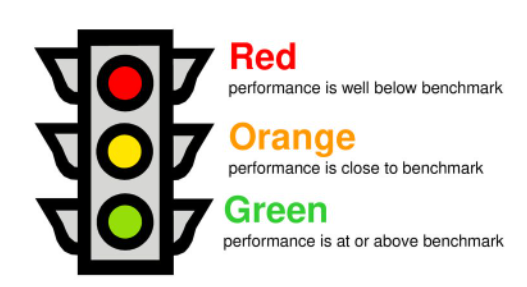 Red
performance is well below benchmark
Orange
performance is close to benchmark
Green
performance is at or above benchmark